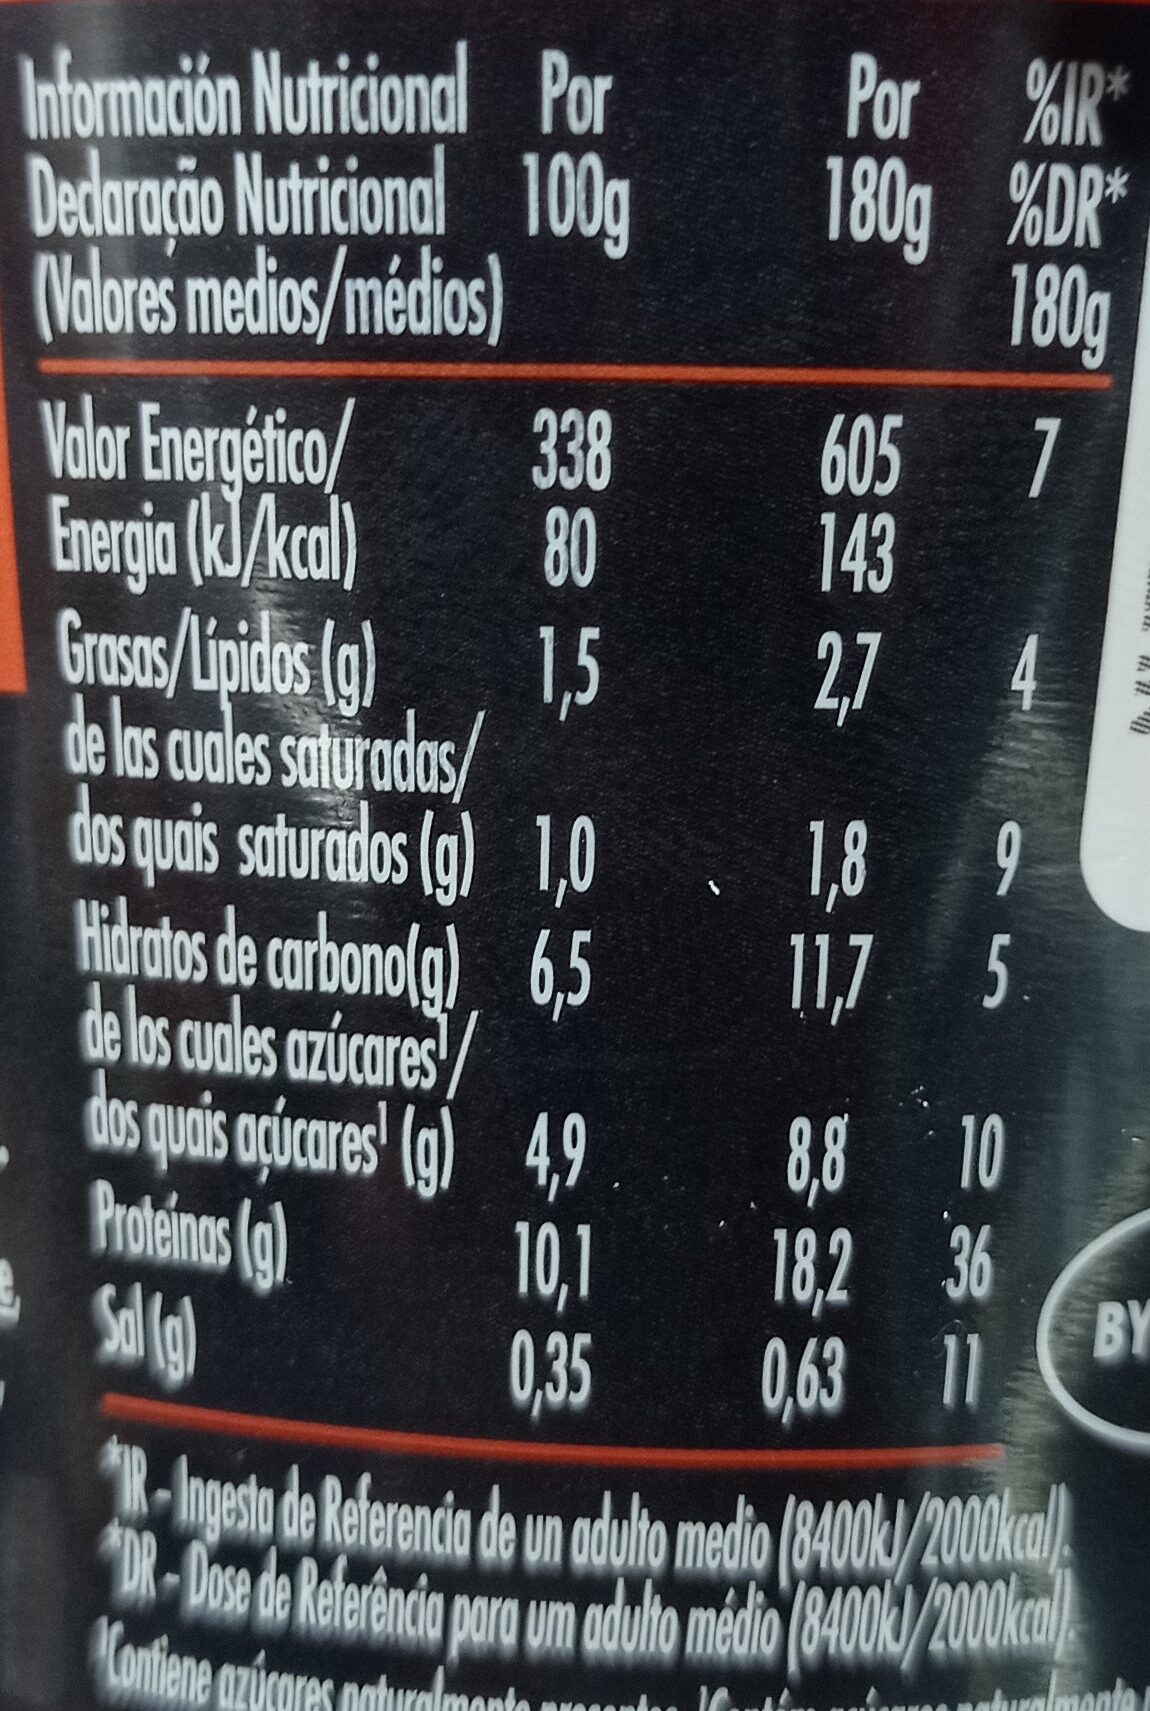 Información Nutricional Por Por %IR*
Declaração Nutricional 100g 180g %DR*
(Valores medios/médios) 180g
Valor Energético/ 338 605 7
Energia (kJ/kcal) 80 143
Grasas/Lípidos (g) 1,5 2,7 4
de las cuales saturadas/
dos quais saturados (g) 1,0 1,8 9
Hidratos de carbono(g) 6,5 11,7 5
de los cuales azúcares¹/
dos quais açúcares¹ (g) 4,9 8,8 10
Proteínas (g) 10,1 18,2 36
Sal (g) 0,35 0,63 11
BY
*IR - Ingesta de Referencia de un adulto medio (8400kJ/2000kcal).
*DR - Dose de Referência para um adulto médio (8400kJ/2000kcal).
¹Contiene azúcares naturalmente